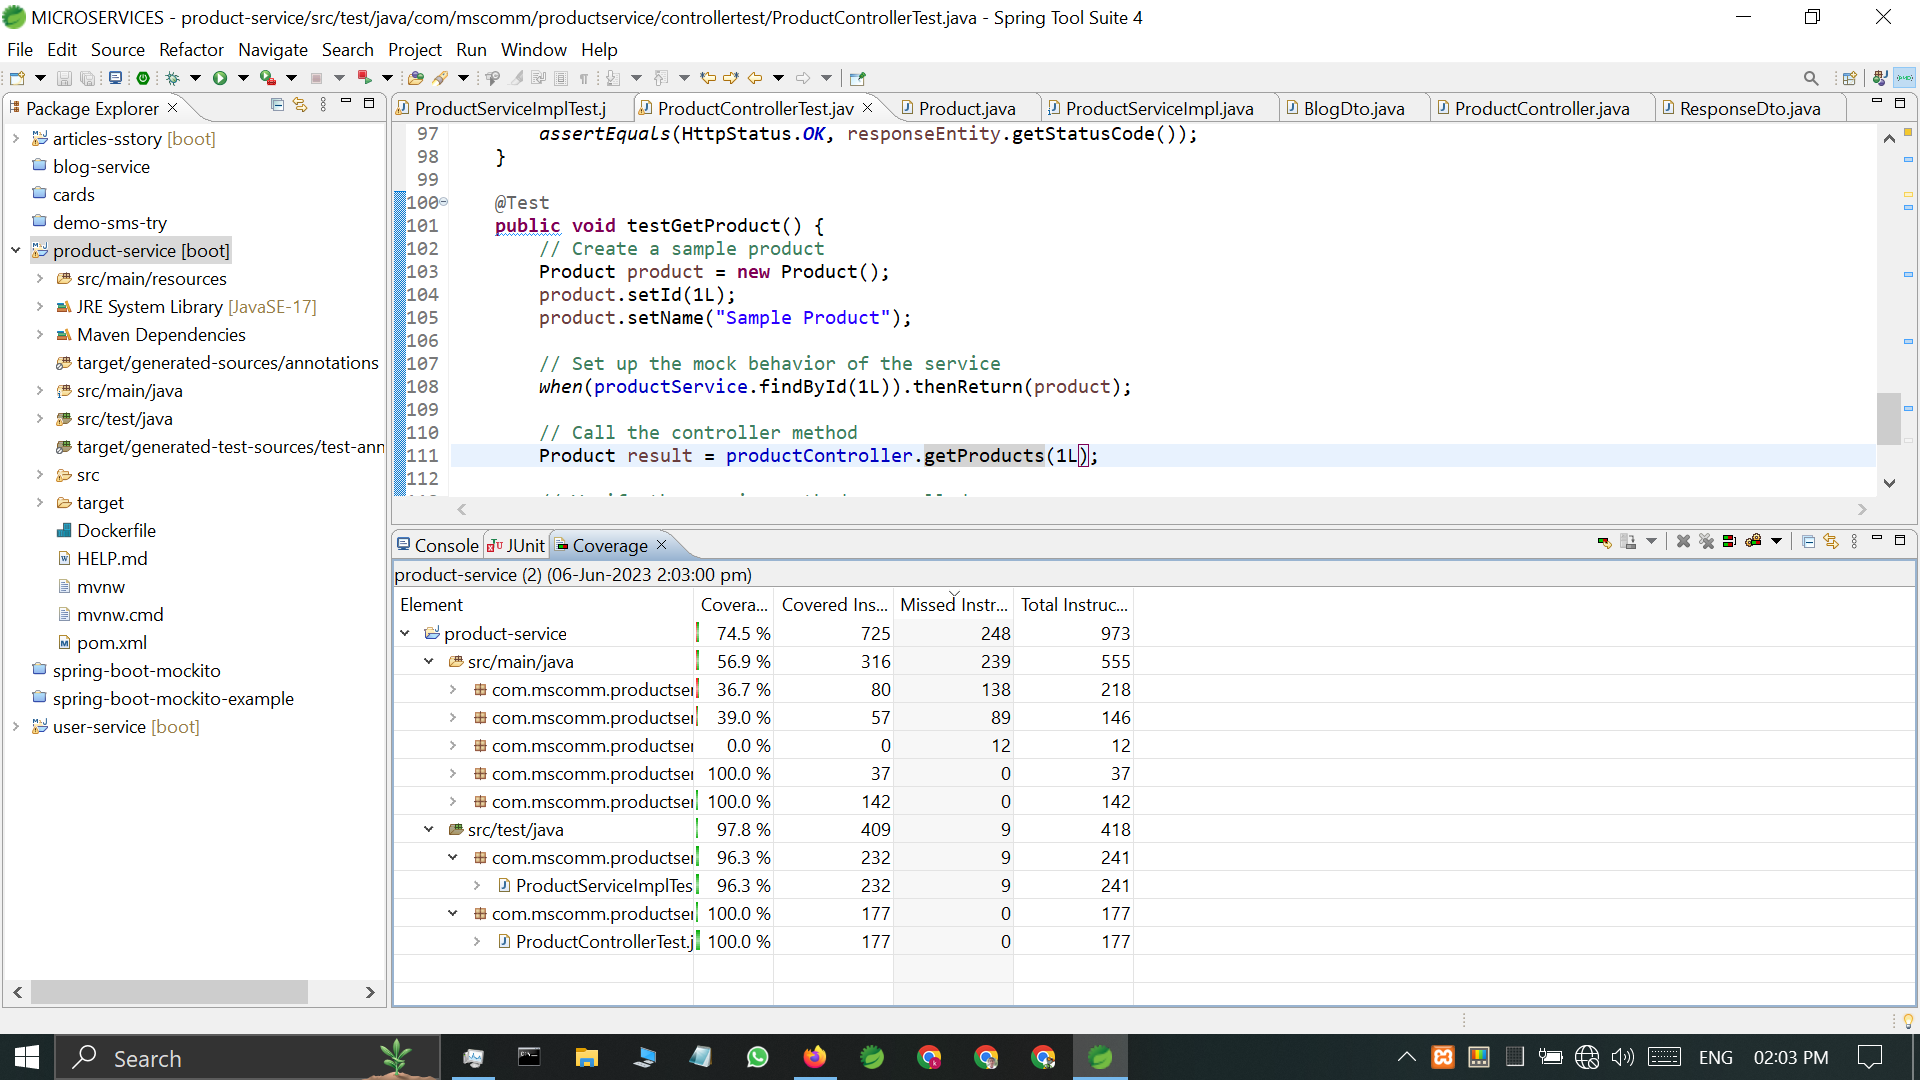 MICROSERVICES - product-service/src/test/java/com/mscomm/productservice/controllertest/ProductControllerTest.java - Spring Tool Suite 4
File Edit Source Refactor Navigate Search Project Run Window Help
Package Explorer
articles-sstory [boot]
blog-service
cards
demo-sms-try
product-service [boot]
src/main/resources
JRE System Library [JavaSE-17]
Maven Dependencies
target/generated-sources/annotations
src/main/java
src/test/java
target/generated-test-sources/test-ann
src
target
Dockerfile
HELP.md
mvnw
mvnw.cmd
pom.xml
spring-boot-mockito
spring-boot-mockito-example
user-service [boot]
ProductServiceImplTest.j ProductControllerTest.jav Product.java ProductServiceImpl.java BlogDto.java ProductController.java ResponseDto.java
97 assertEquals(HttpStatus.OK, responseEntity.getStatusCode());
98 }
99
100 @Test
101 public void testGetProduct() {
102 // Create a sample product
103 Product product = new Product();
104 product.setId(1L);
105 product.setName("Sample Product");
106
107 // Set up the mock behavior of the service
108 when(productService.findById(1L)).thenReturn(product);
109
110 // Call the controller method
111 Product result = productController.getProducts(1L);
112
Console JUnit Coverage
product-service (2) (06-Jun-2023 2:03:00 pm)
Element Covera... Covered Ins... Missed Instr... Total Instruc...
product-service 74.5 % 725 248 973
src/main/java 56.9 % 316 239 555
com.mscomm.productser 36.7 % 80 138 218
com.mscomm.productser 39.0 % 57 89 146
com.mscomm.productser 0.0 % 0 12 12
com.mscomm.productser 100.0 % 37 0 37
com.mscomm.productser 100.0 % 142 0 142
src/test/java 97.8 % 409 9 418
com.mscomm.productser 96.3 % 232 9 241
ProductServiceImplTes 96.3 % 232 9 241
com.mscomm.productser 100.0 % 177 0 177
ProductControllerTest.j 100.0 % 177 0 177
Search
ENG 02:03 PM